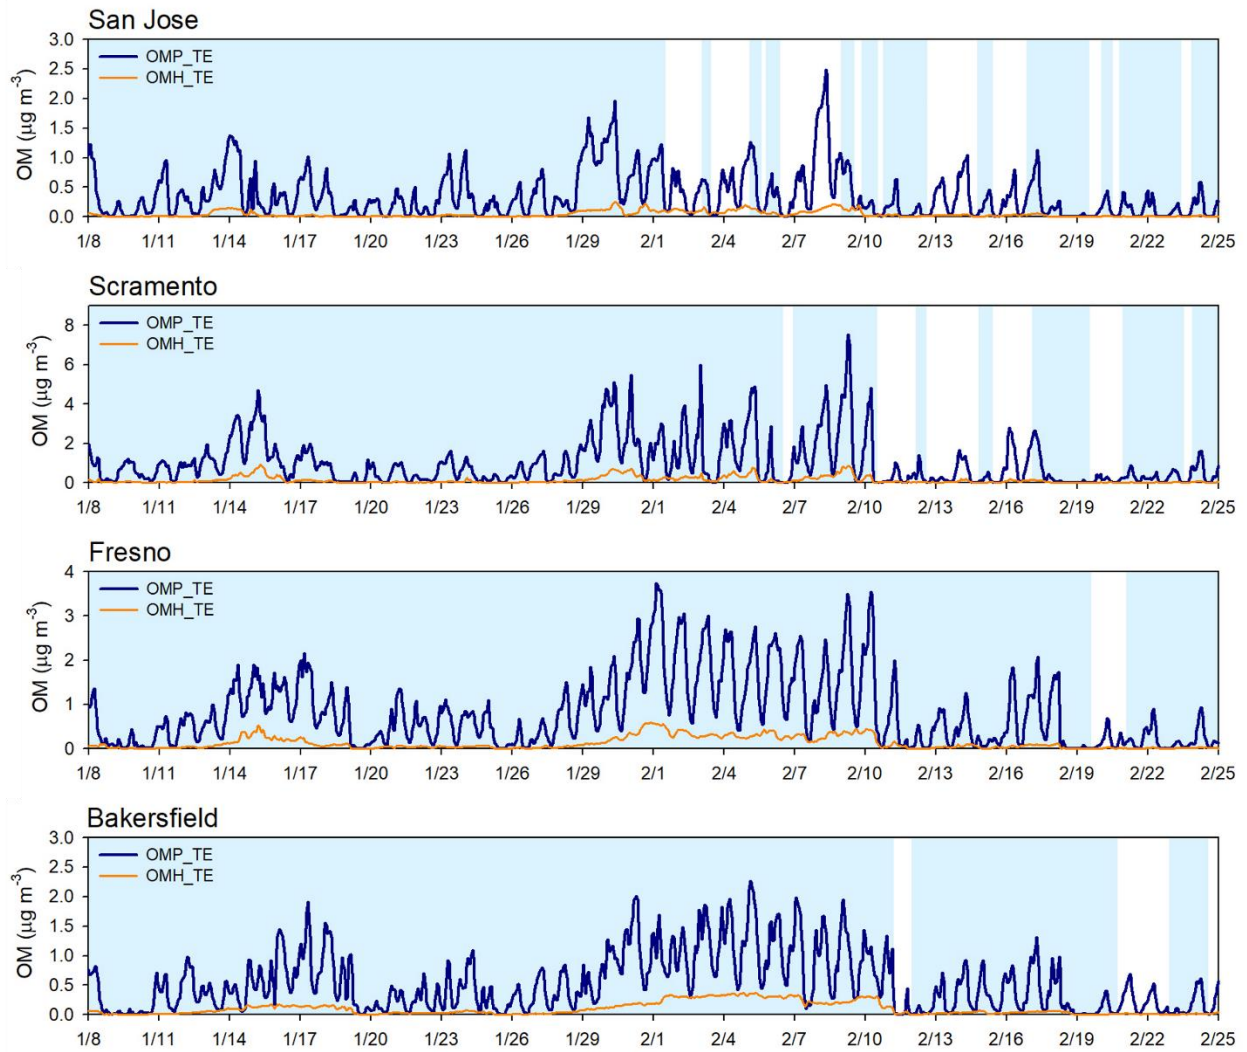 San Jose
OM (µg m-3)
3.0
2.5
2.0
1.5
1.0
0.5
0.0
OMP_TE
OMH_TE
1/8 1/11 1/14 1/17 1/20 1/23 1/26 1/29 2/1 2/4 2/7 2/10 2/13 2/16 2/19 2/22 2/25
Scramento
OM (µg m-3)
8
6
4
2
0
OMP_TE
OMH_TE
1/8 1/11 1/14 1/17 1/20 1/23 1/26 1/29 2/1 2/4 2/7 2/10 2/13 2/16 2/19 2/22 2/25
Fresno
OM (µg m-3)
4
3
2
1
0
OMP_TE
OMH_TE
1/8 1/11 1/14 1/17 1/20 1/23 1/26 1/29 2/1 2/4 2/7 2/10 2/13 2/16 2/19 2/22 2/25
Bakersfield
OM (µg m-3)
3.0
2.5
2.0
1.5
1.0
0.5
0.0
OMP_TE
OMH_TE
1/8 1/11 1/14 1/17 1/20 1/23 1/26 1/29 2/1 2/4 2/7 2/10 2/13 2/16 2/19 2/22 2/25